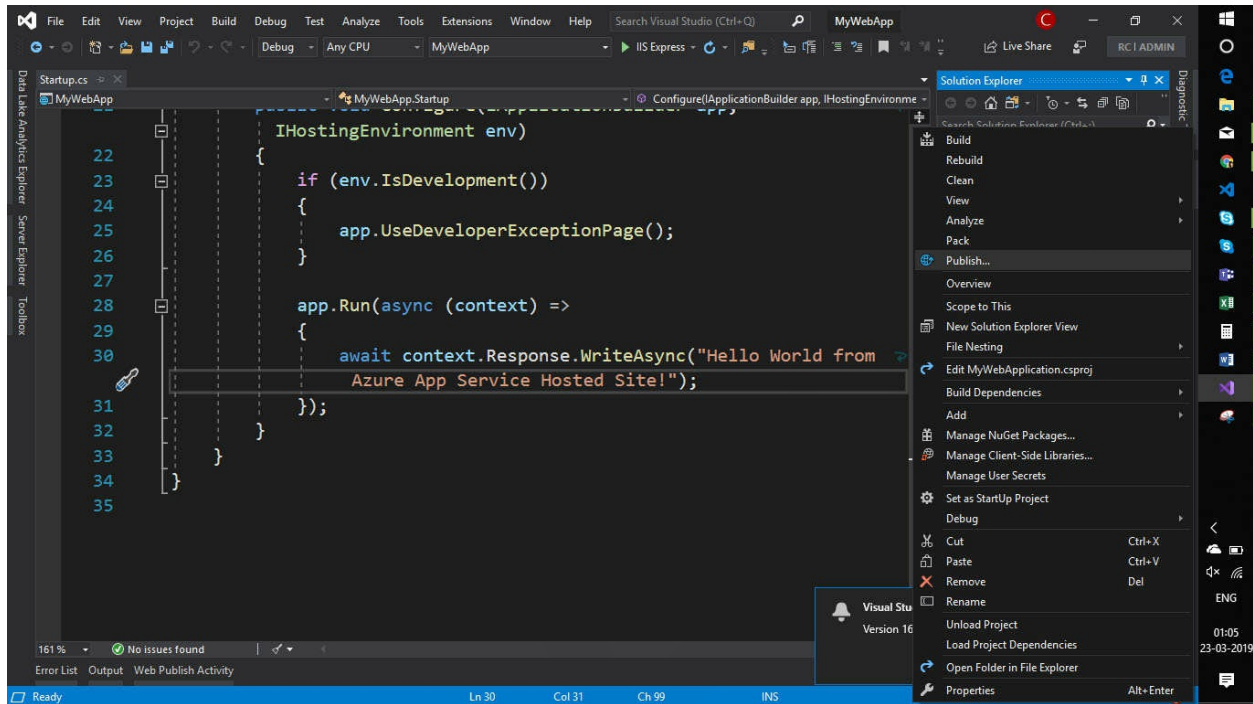 File Edit View Project Build Debug Test Analyze Tools Extensions Window Help Search Visual Studio (Ctrl+Q) MyWebApp C
Debug Any CPU MyWebApp IIS Express Live Share RC1 ADMIN
Startup.cs
MyWebApp MyWebApp.Startup Configure(IApplicationBuilder app, IHostingEnvironme
IHostingEnvironment env)
22 {
23 if (env.IsDevelopment())
24 {
25 app.UseDeveloperExceptionPage();
26 }
27
28 app.Run(async (context) =>
29 {
30 await context.Response.WriteAsync("Hello World from
Azure App Service Hosted Site!");
31 });
32 }
33 }
34 }
35
161 % No issues found
Error List Output Web Publish Activity
Ready Ln 30 Col 31 Ch 99 INS
Data Lake Analytics Explorer
Server Explorer
Toolbox
Solution Explorer
Search Solution Explorer (Ctrl+;)
Diagnostic
Build
Rebuild
Clean
View
Analyze
Pack
Publish...
Overview
Scope to This
New Solution Explorer View
File Nesting
Edit MyWebApplication.csproj
Build Dependencies
Add
Manage NuGet Packages...
Manage Client-Side Libraries...
Manage User Secrets
Set as StartUp Project
Debug
Cut Ctrl+X
Paste Ctrl+V
Remove Del
Rename
Unload Project
Load Project Dependencies
Open Folder in File Explorer
Properties Alt+Enter
Visual Stu
Version 16
ENG
01:05
23-03-2019